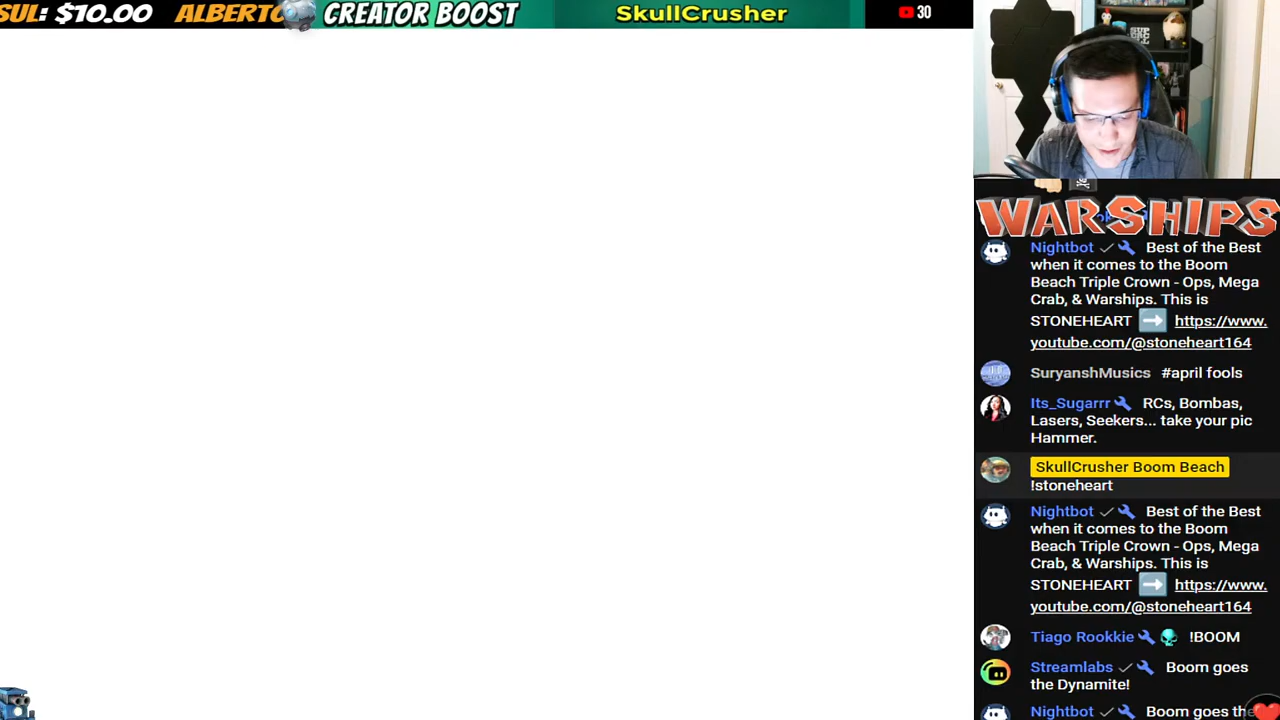 SUL: $10.00 ALBERTO CREATOR BOOST SkullCrusher 30
WARSHIPS
Nightbot Best of the Best
when it comes to the Boom
Beach Triple Crown - Ops, Mega
Crab, & Warships. This is
STONEHEART ➡ https://www.
youtube.com/@stoneheart164
SuryanshMusics #april fools
Its_Sugarrr RCs, Bombas,
Lasers, Seekers... take your pic
Hammer.
SkullCrusher Boom Beach
!stoneheart
Nightbot Best of the Best
when it comes to the Boom
Beach Triple Crown - Ops, Mega
Crab, & Warships. This is
STONEHEART ➡ https://www.
youtube.com/@stoneheart164
Tiago Rookkie !BOOM
Streamlabs Boom goes
the Dynamite!
Nightbot Boom goes the